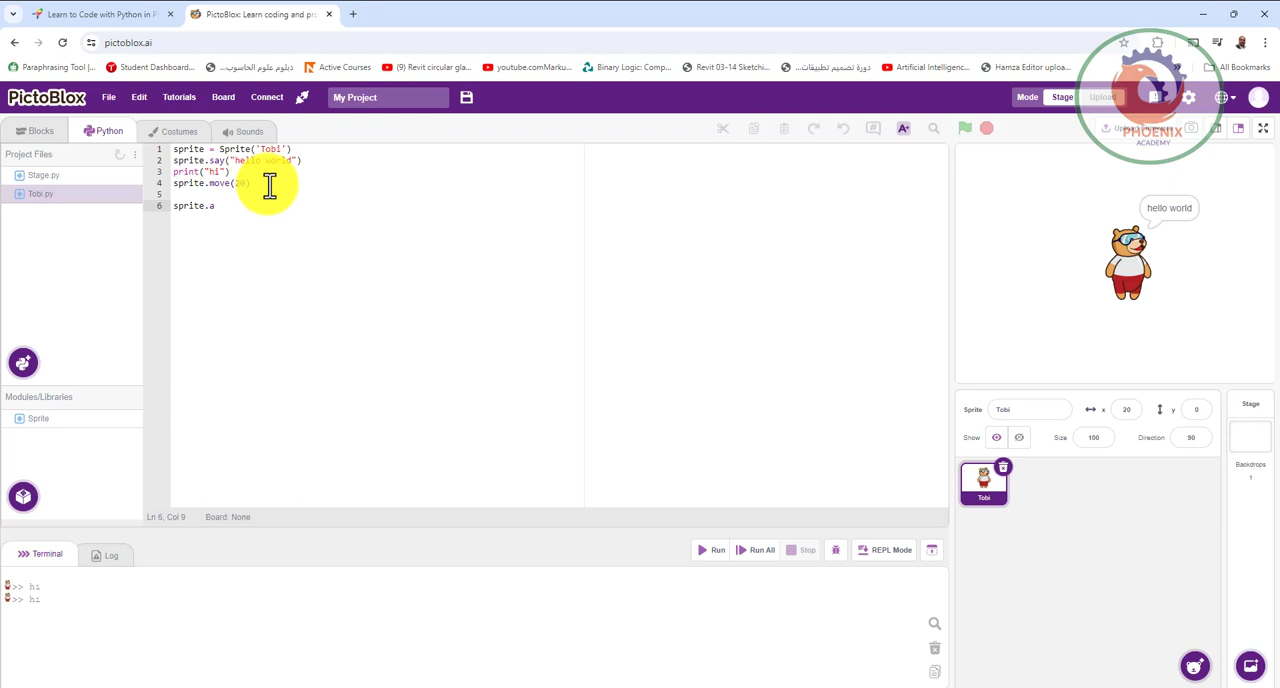 Learn to Code with Python in P
PictoBlox: Learn coding and pro
pictoblox.ai
Paraphrasing Tool |...
Student Dashboard...
دبلوم علوم الحاسوب...
Active Courses
(9) Revit cutar gla...
youtube.comMarku...
Binary Logic: Comp...
Revit 03-14 Sketchi...
دورة تصميم تطبيقات...
Artificial Intelligenc...
Hamza Editor uploa...
All Bookmarks
PictoBlox
File
Edit
Tutorials
Board
Connect
My Project
Mode
Stage
Upload
Blocks
Python
Costumes
Sounds
PHOENIX
ACADEMY
Project Files
Stage.py
Tobi.py
1 sprite = Sprite('Tobi')
2 sprite.say("hello world")
3 print("hi")
4 sprite.move(20)
5
6 sprite.a
hello world
Modules/Libraries
Sprite
Ln 6, Col 9 Board: None
Sprite Tobi x 20 y 0
Show Size 100 Direction 90
Tobi
Stage
Backdrops
1
Terminal
Log
Run
Run All
Stop
REPL Mode
>> hi
>> hi